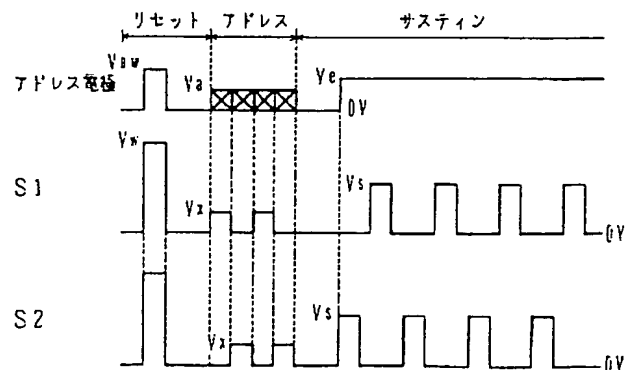 リセット アドレス サスティン
アドレス電極 Vaw Va Ve 0V
S1 Vw Vx Vs 0V
S2 Vx Vs 0V